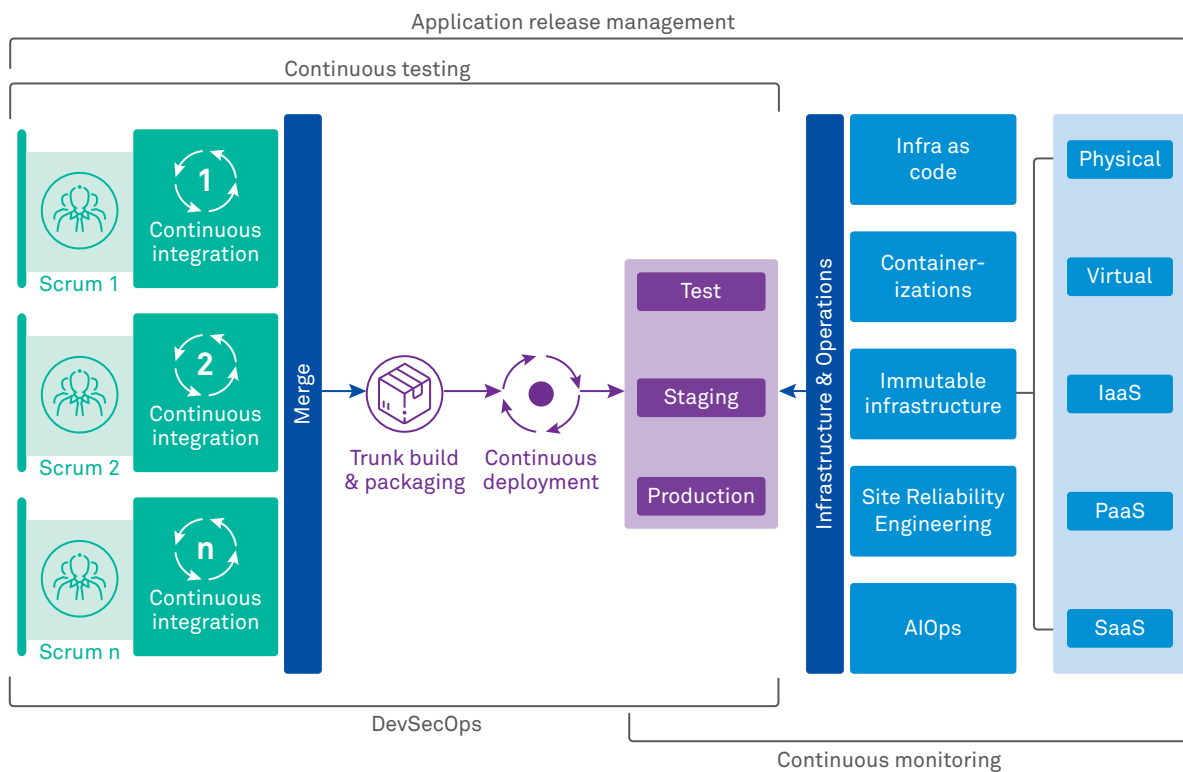 Application release management
Continuous testing
1
Continuous
integration
Scrum 1
2
Continuous
integration
Scrum 2
n
Continuous
integration
Scrum n
Merge
Trunk build
& packaging
Continuous
deployment
Test
Staging
Production
Infrastructure & Operations
Infra as
code
Container-
izations
Immutable
infrastructure
Site Reliability
Engineering
AIOps
Physical
Virtual
IaaS
PaaS
SaaS
DevSecOps
Continuous monitoring